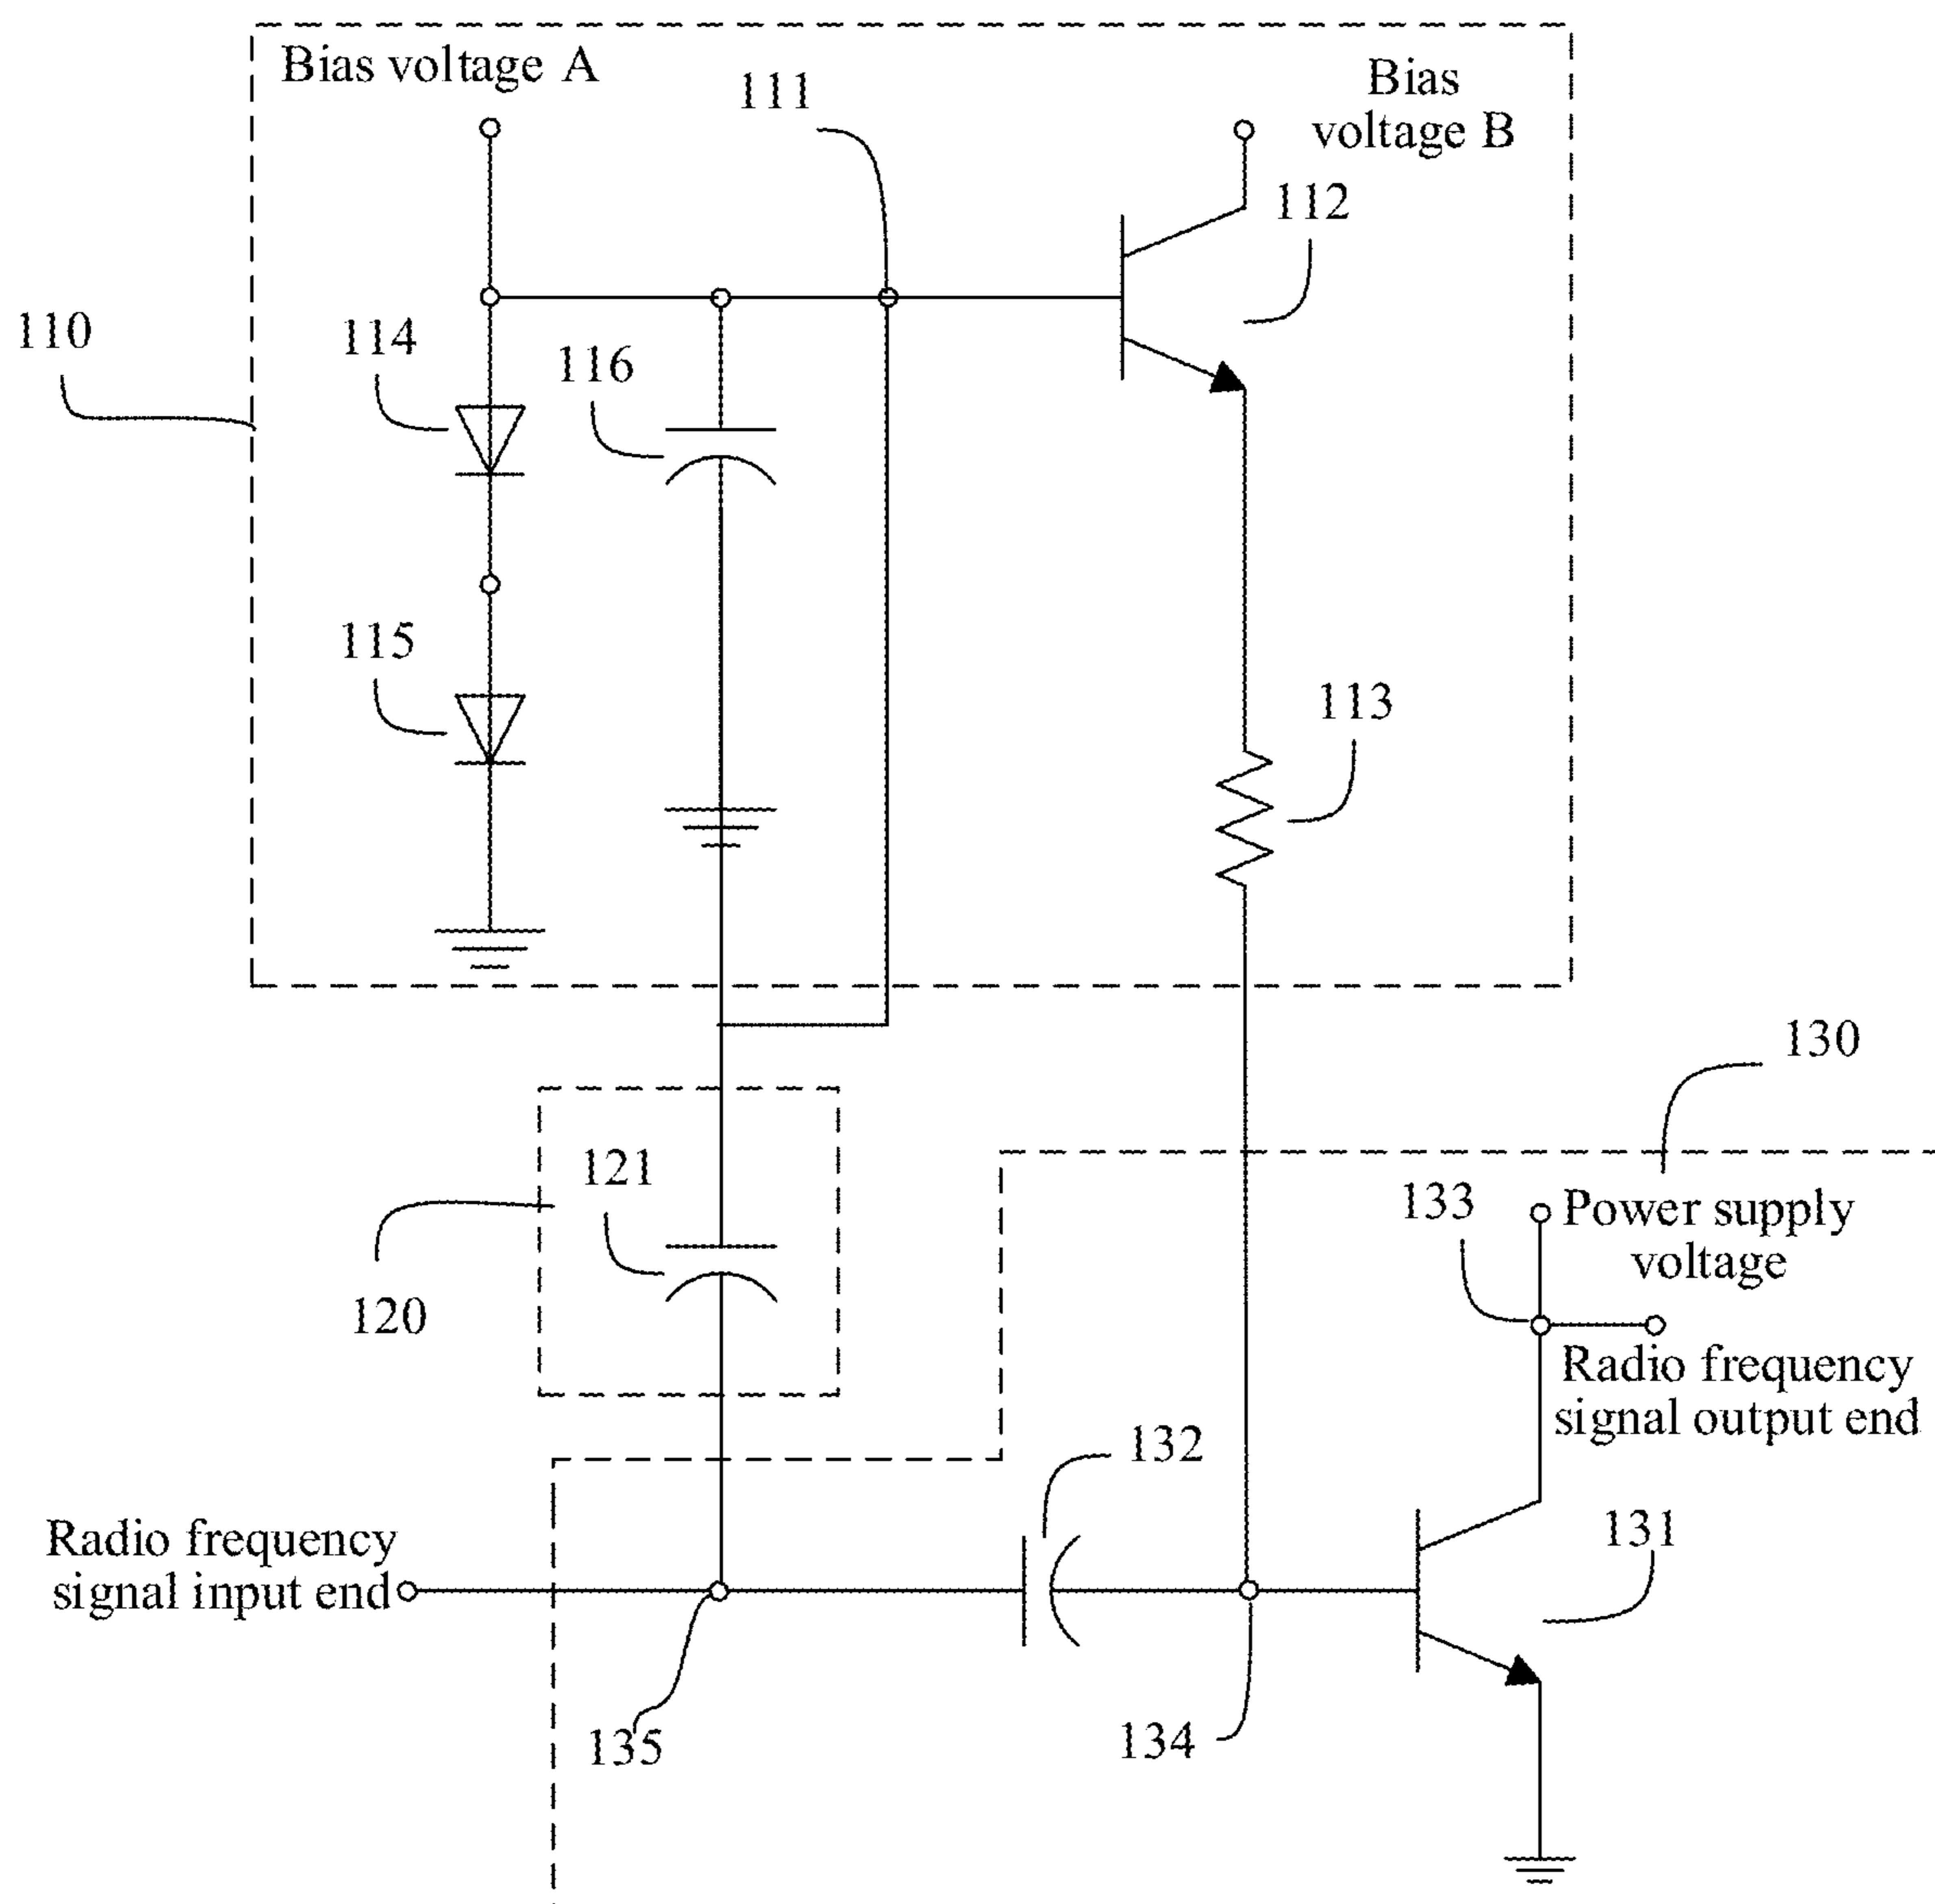 Bias voltage A
111
Bias
voltage B
112
110
114
116
115
113
130
121
133
Power supply
voltage
120
Radio frequency
signal output end
132
Radio frequency
signal input end
131
135
134